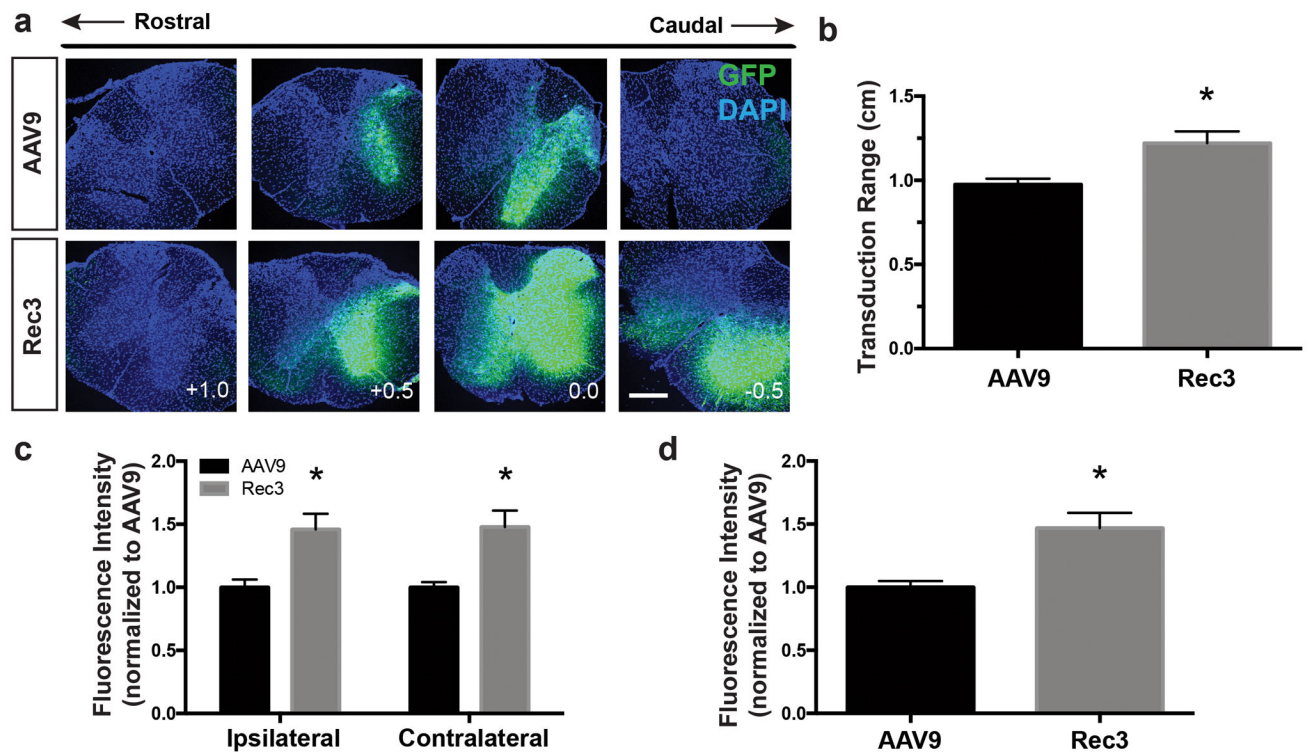 a
Rostral
Caudal
AAV9
GFP
DAPI
Rec3
+1.0
+0.5
0.0
-0.5
b
Transduction Range (cm)
1.5
1.0
0.5
0.0
*
AAV9
Rec3
c
Fluorescence Intensity
(normalized to AAV9)
2.0
1.5
1.0
0.5
0.0
AAV9
Rec3
*
*
Ipsilateral
Contralateral
d
Fluorescence Intensity
(normalized to AAV9)
2.0
1.5
1.0
0.5
0.0
*
AAV9
Rec3